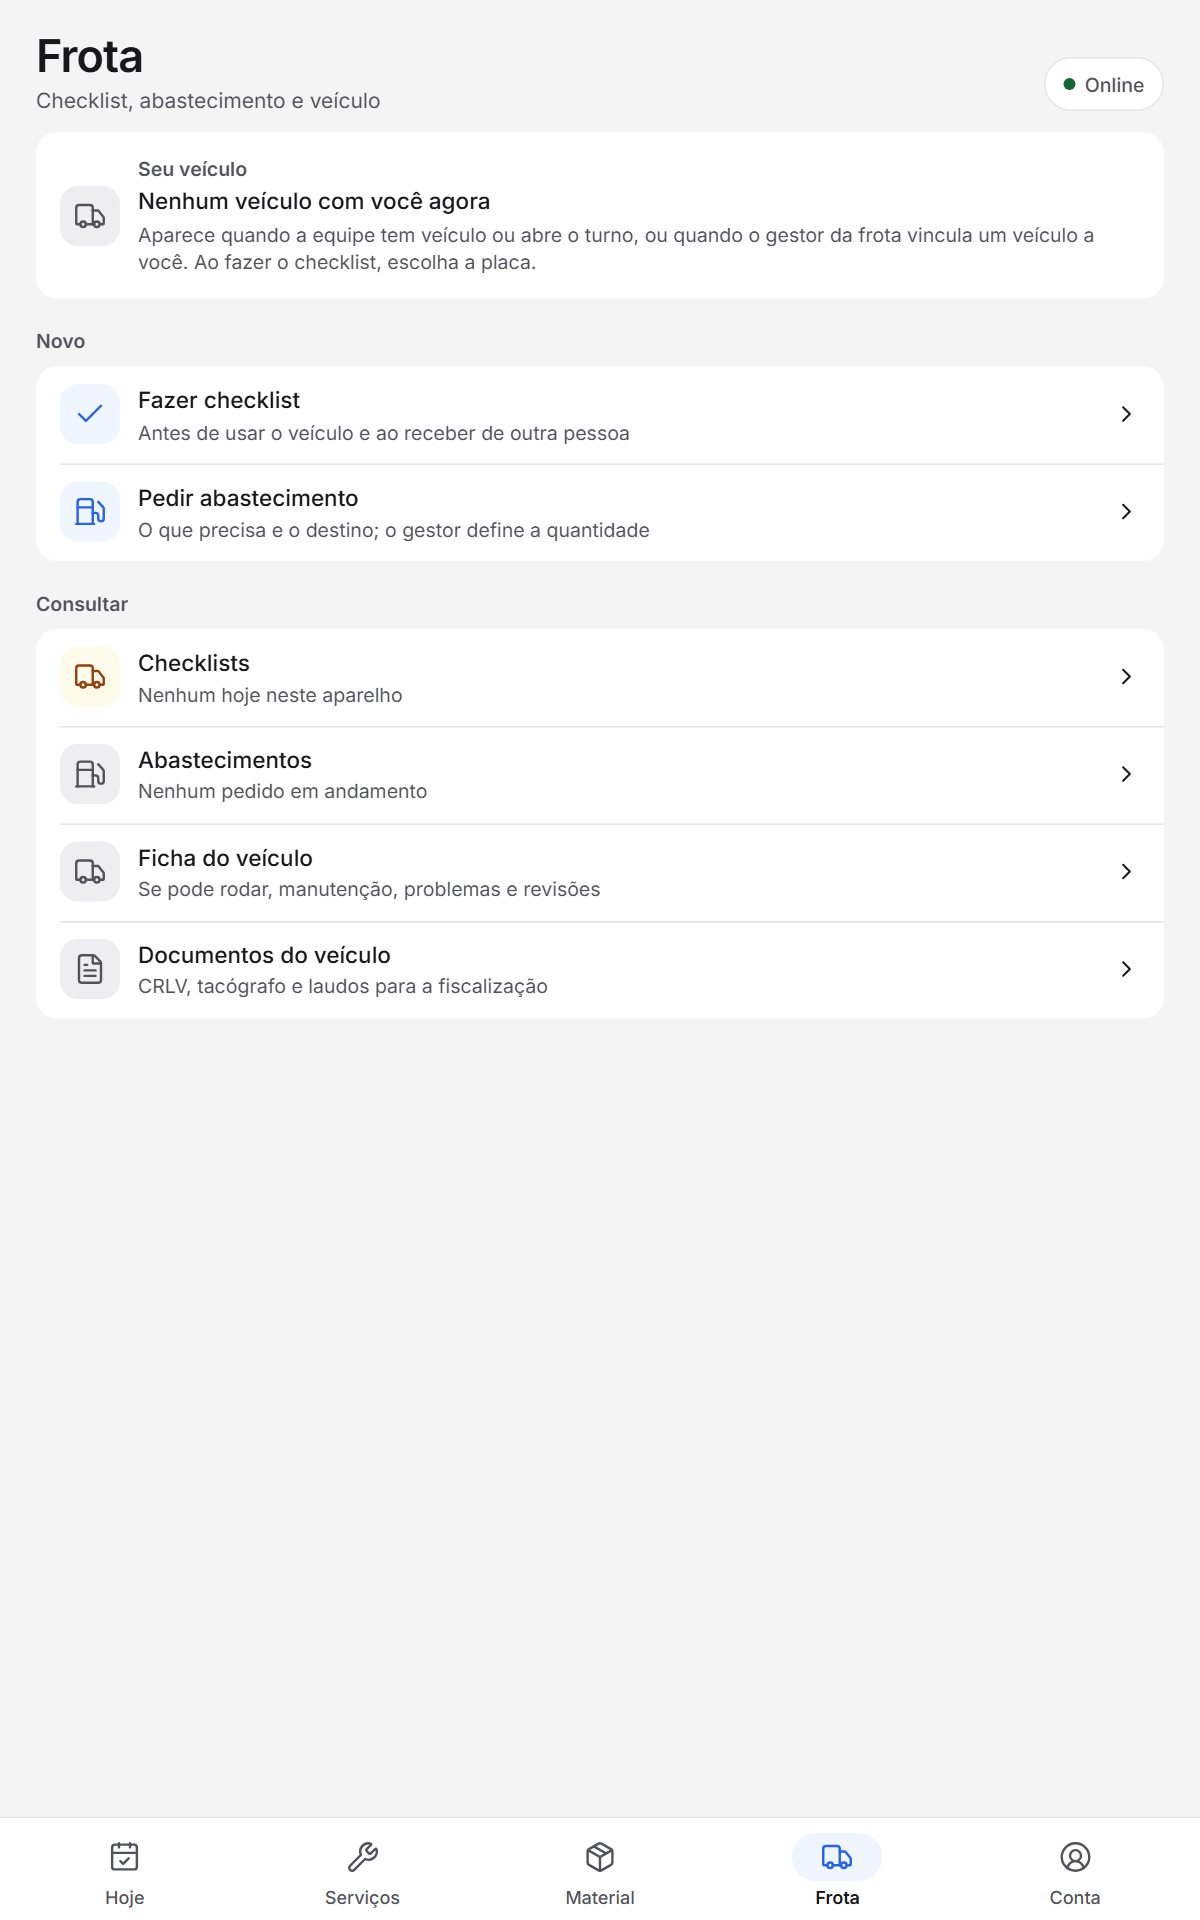 Frota
Checklist, abastecimento e veículo
Online
Seu veículo
Nenhum veículo com você agora
Aparece quando a equipe tem veículo ou abre o turno, ou quando o gestor da frota vincula um veículo a
você. Ao fazer o checklist, escolha a placa.
Novo
Fazer checklist
Antes de usar o veículo e ao receber de outra pessoa
Pedir abastecimento
O que precisa e o destino; o gestor define a quantidade
Consultar
Checklists
Nenhum hoje neste aparelho
Abastecimentos
Nenhum pedido em andamento
Ficha do veículo
Se pode rodar, manutenção, problemas e revisões
Documentos do veículo
CRLV, tacógrafo e laudos para a fiscalização
Hoje
Serviços
Material
Frota
Conta